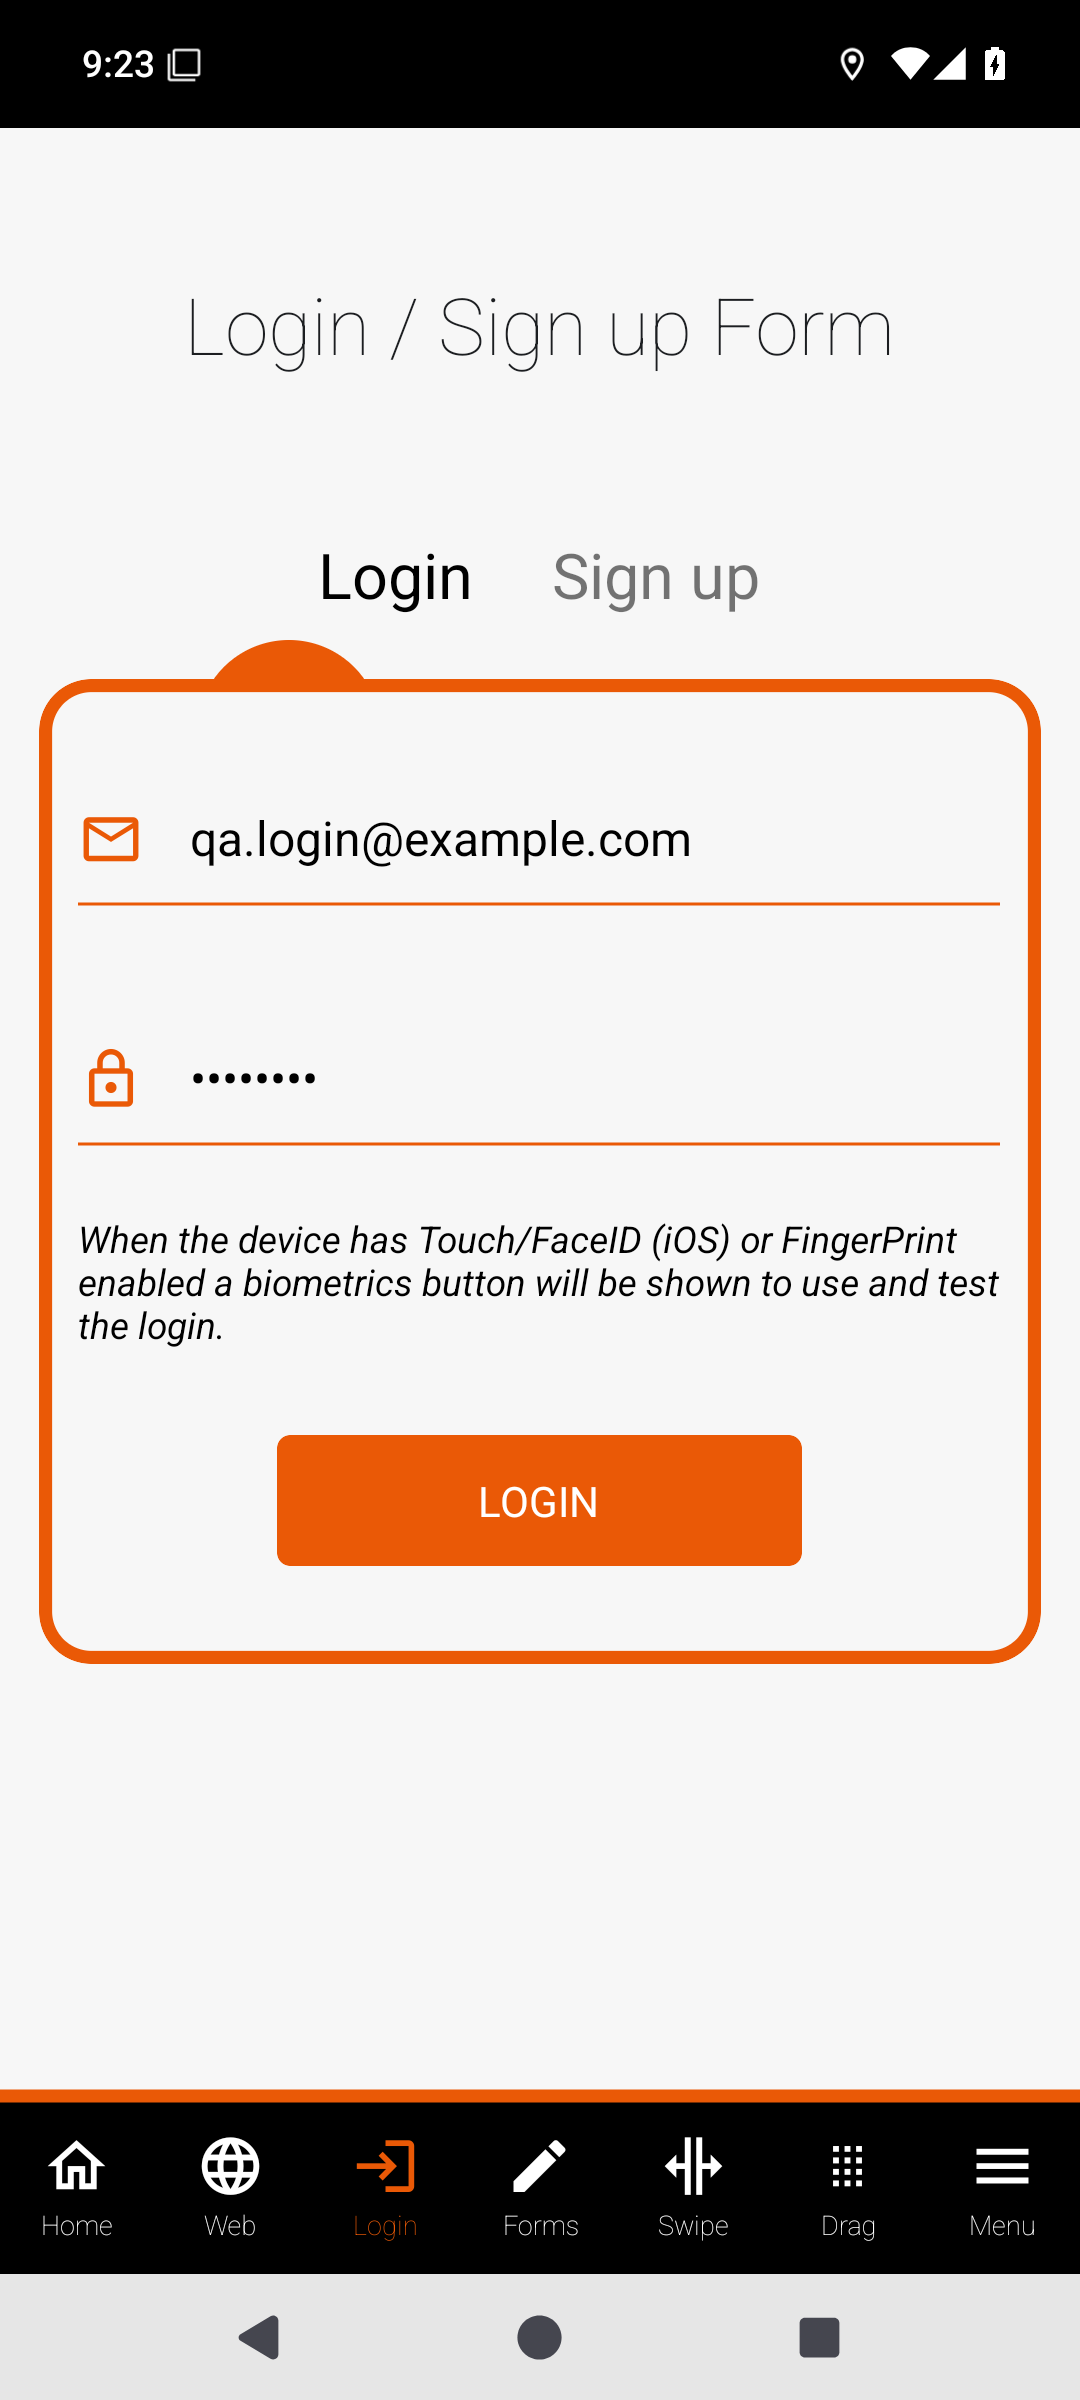 9:23
Login / Sign up Form
Login Sign up
qa.login@example.com
••••••••
When the device has Touch/FaceID (iOS) or FingerPrint
enabled a biometrics button will be shown to use and test
the login.
LOGIN
Home Web Login Forms Swipe Drag Menu